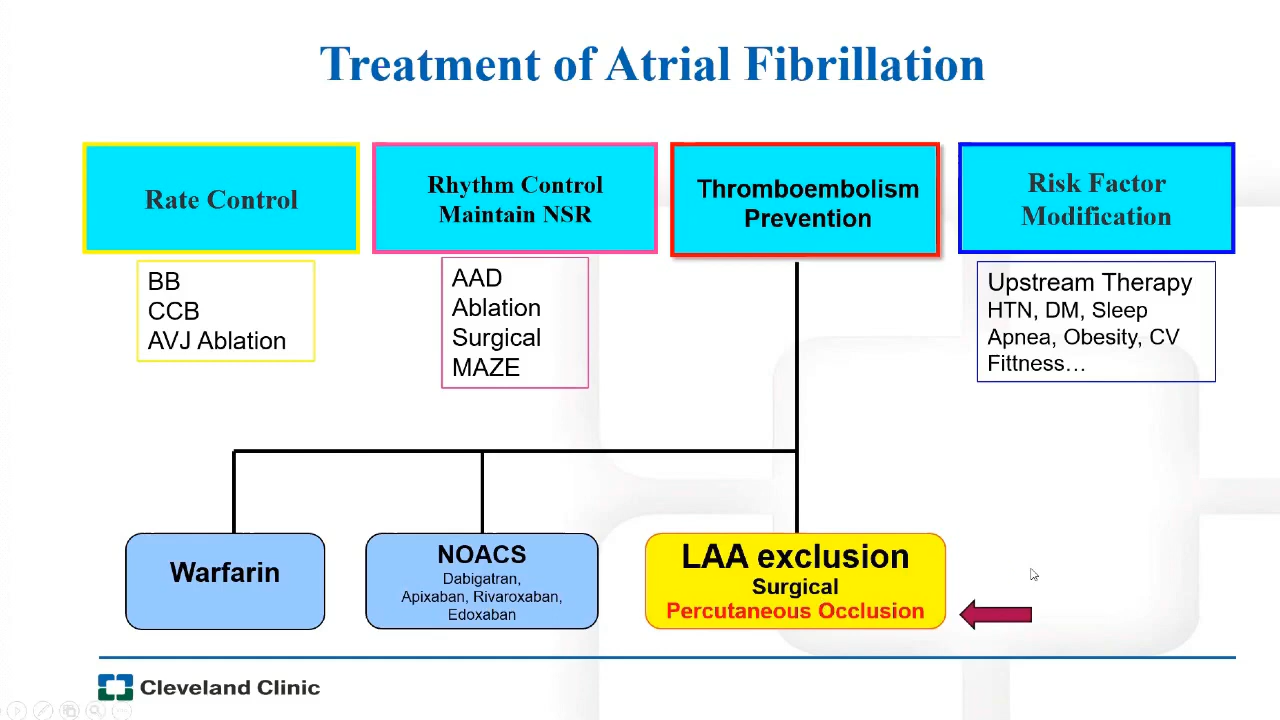 Treatment of Atrial Fibrillation
Rate Control
BB
CCB
AVJ Ablation
Rhythm Control
Maintain NSR
AAD
Ablation
Surgical
MAZE
Thromboembolism
Prevention
Risk Factor
Modification
Upstream Therapy
HTN, DM, Sleep
Apnea, Obesity, CV
Fittness…
Warfarin
NOACS
Dabigatran,
Apixaban, Rivaroxaban,
Edoxaban
LAA exclusion
Surgical
Percutaneous Occlusion
Cleveland Clinic